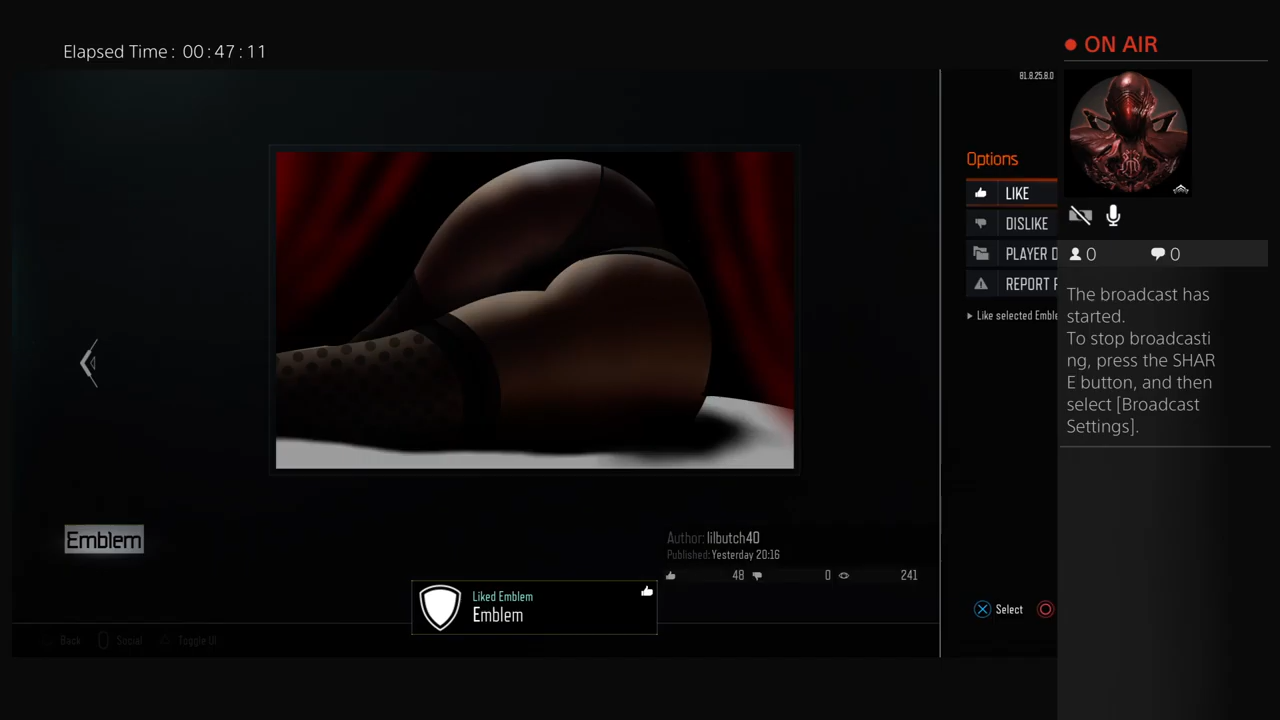 Elapsed Time: 00:47:11
ON AIR
81.8.25.8.0
Options
LIKE
DISLIKE
PLAYER D
REPORT
Like selected Emble
0 0
The broadcast has
started.
To stop broadcasti
ng, press the SHAR
E button, and then
select [Broadcast
Settings].
Emblem
Author: lilbutch40
Published: Yesterday 20:16
48 0 241
Liked Emblem
Emblem
Select
Back Social Toggle UI